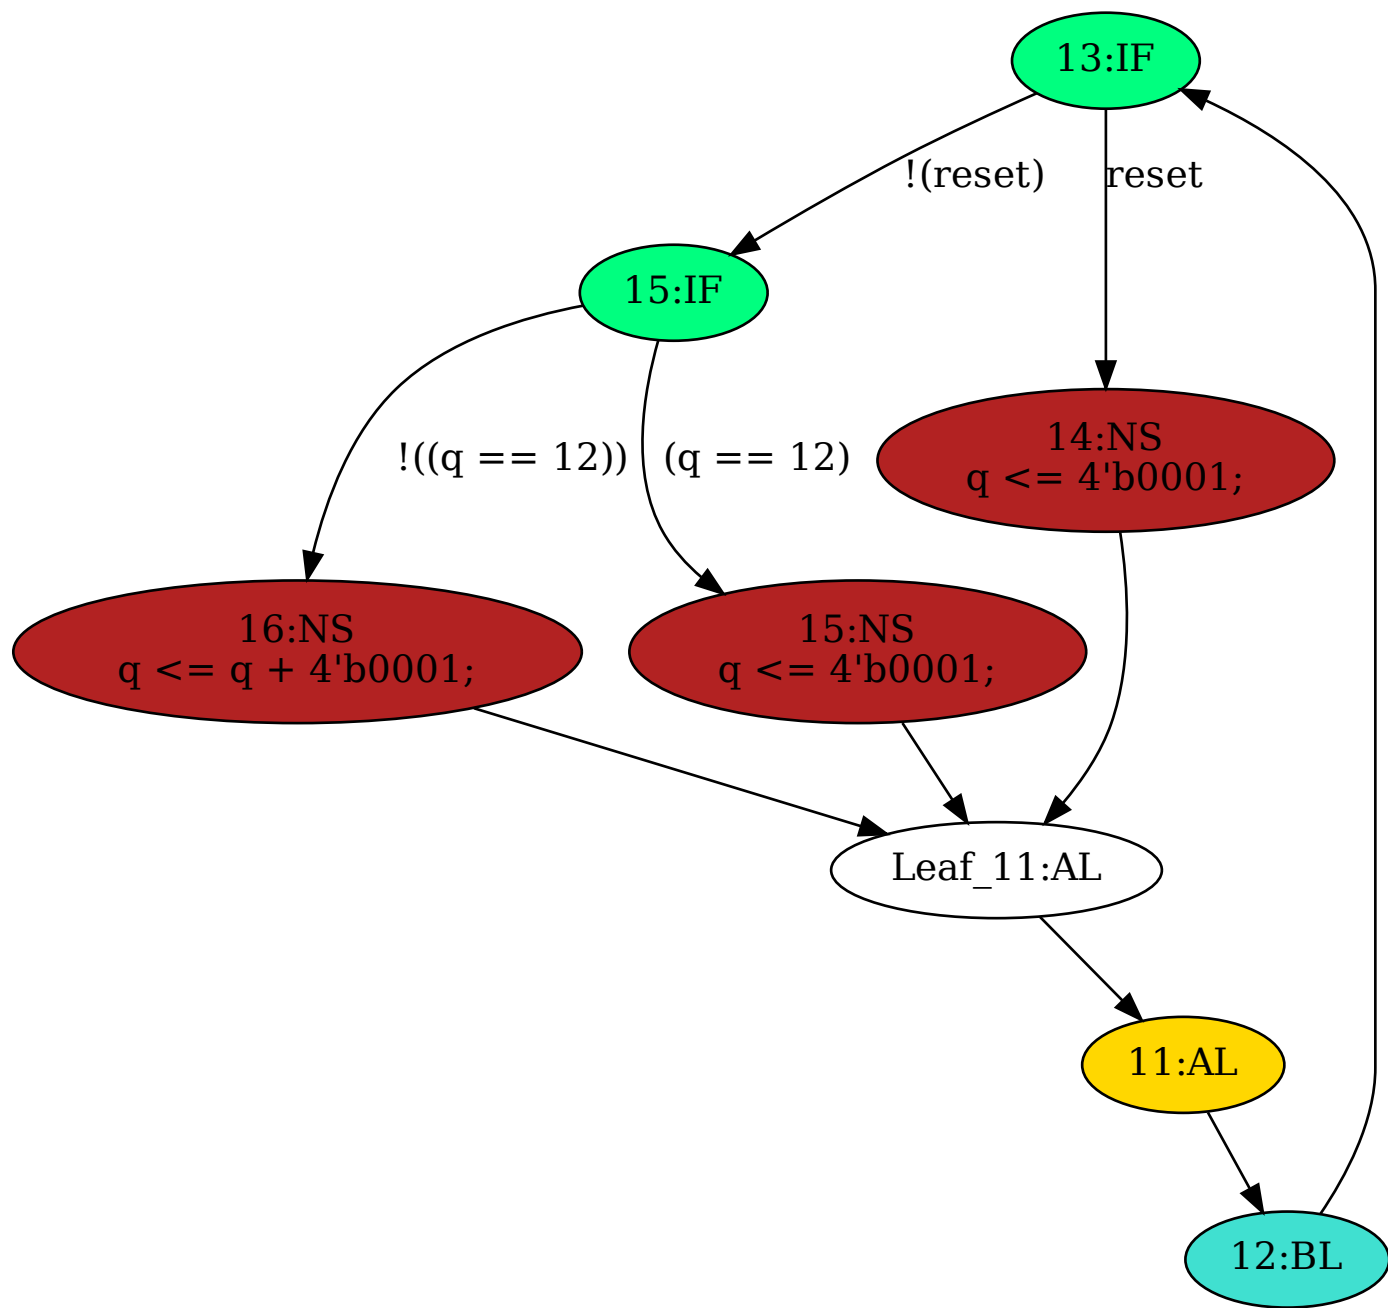 13:IF
!(reset)
reset
15:IF
!((q == 12))
(q == 12)
14:NS
q <= 4'b0001;
16:NS
q <= q + 4'b0001;
15:NS
q <= 4'b0001;
Leaf_11:AL
11:AL
12:BL